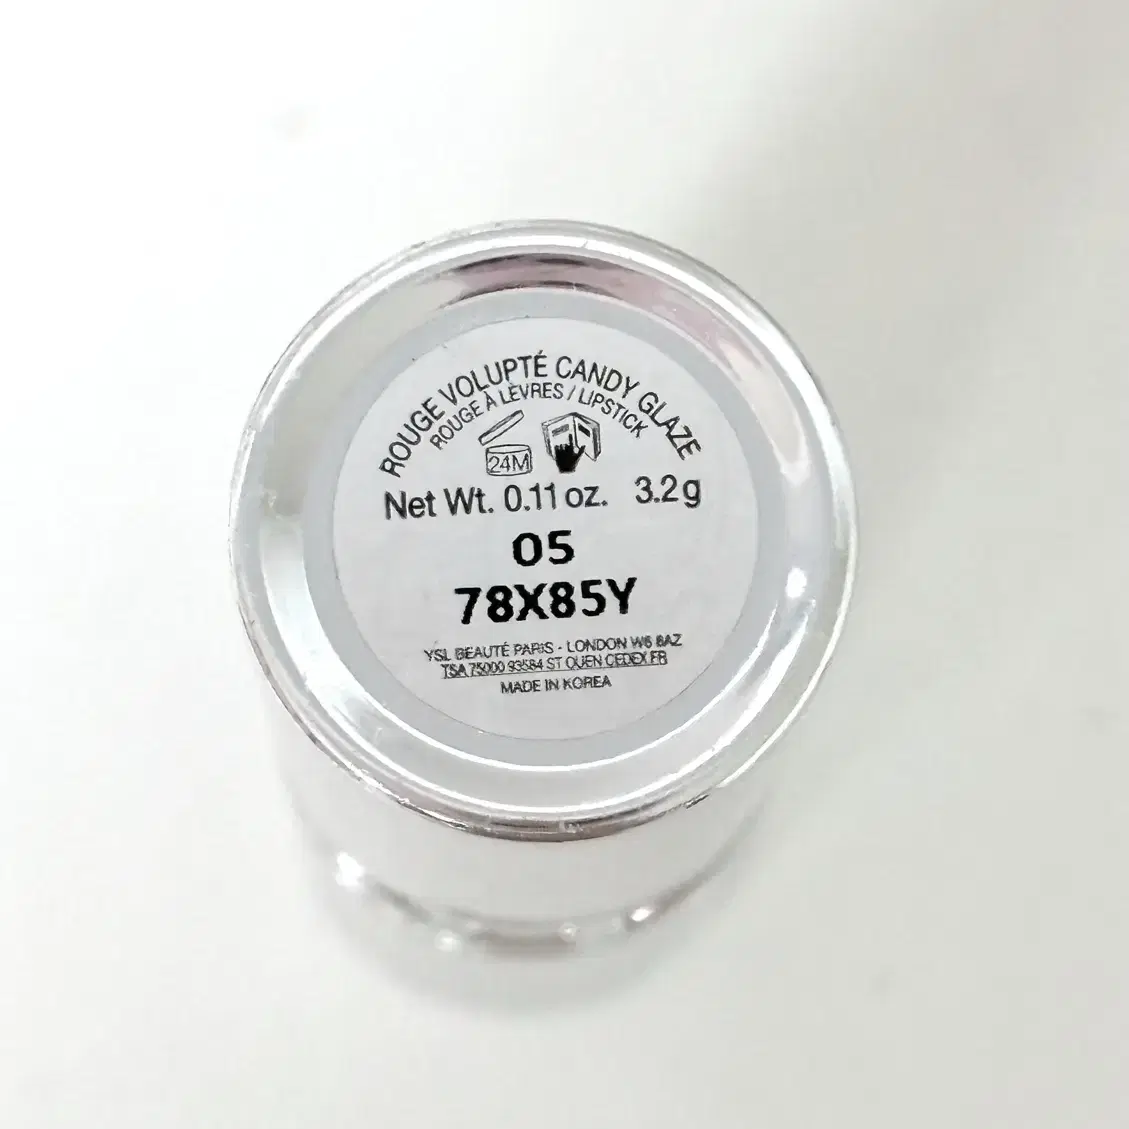 ROUGE VOLUPTÉ CANDY GLAZE
ROUGE À LÈVRES / LIPSTICK
24M
Net Wt. 0.11 oz. 3.2g
05
78X85Y
YSL BEAUTÉ PARIS - LONDON W6 8AZ
TSA 75000 93584 ST OUEN CEDEX FR
MADE IN KOREA